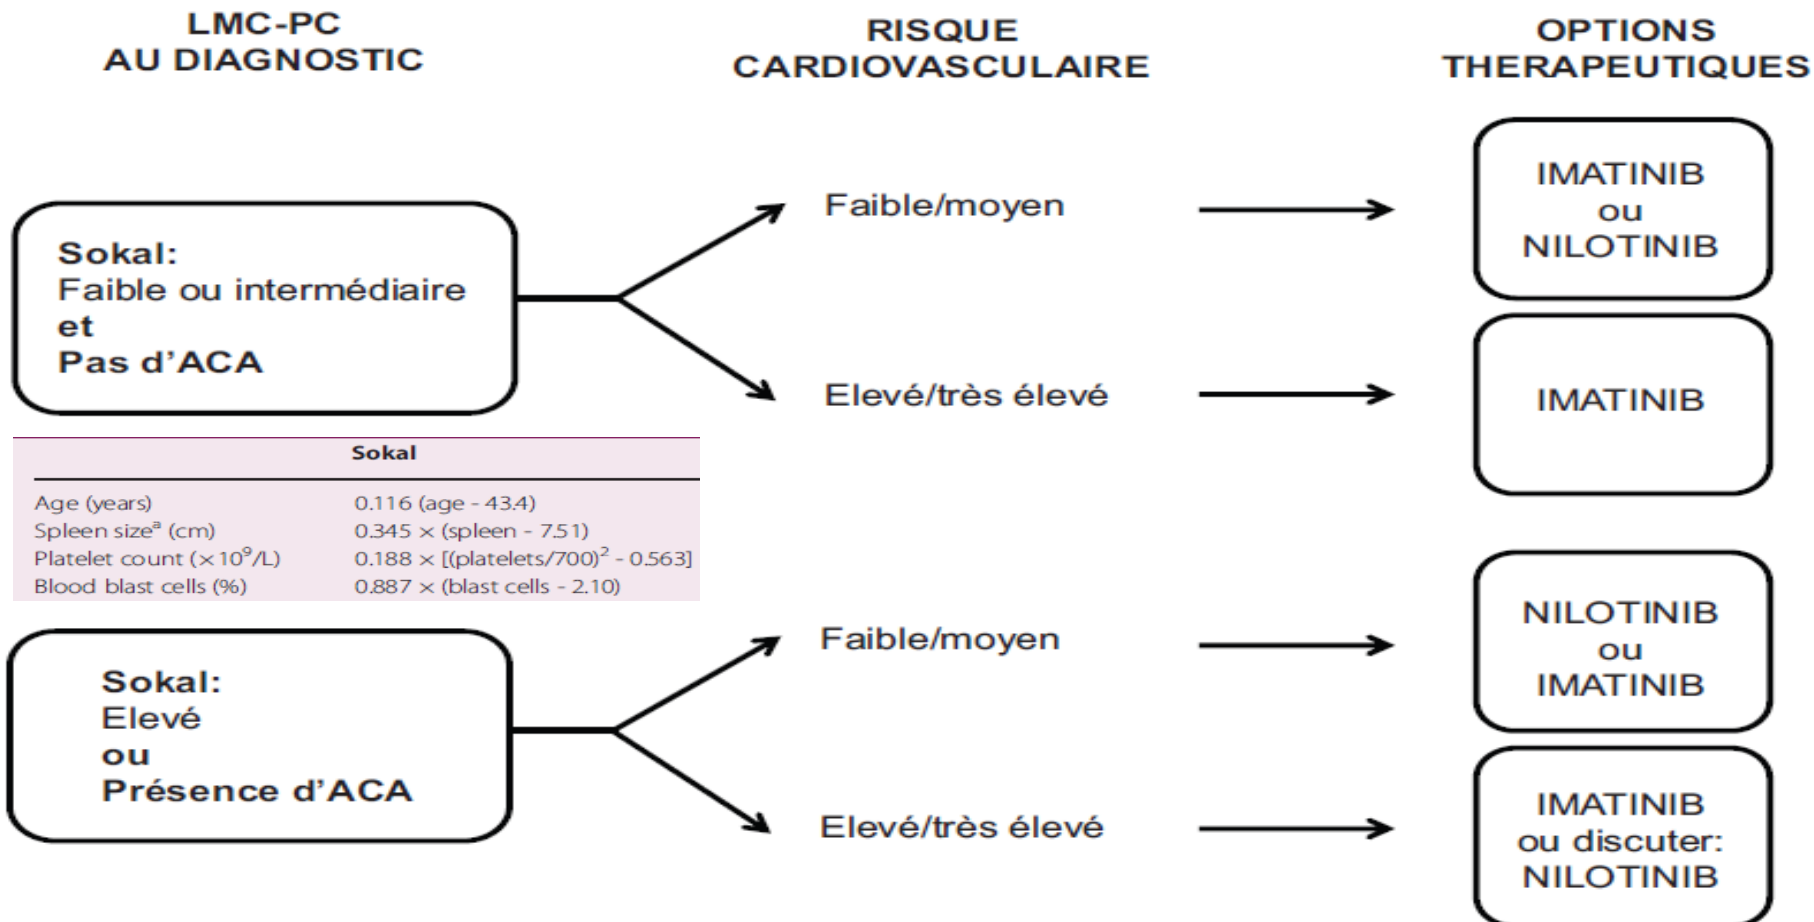 LMC-PC
AU DIAGNOSTIC
RISQUE
CARDIOVASCULAIRE
OPTIONS
THERAPEUTIQUES
Sokal:
Faible ou intermédiaire
et
Pas d’ACA
Faible/moyen
IMATINIB
ou
NILOTINIB
Elevé/très élevé
IMATINIB
Sokal
Age (years) 0.116 (age - 43.4)
Spleen sizeª (cm) 0.345 × (spleen - 7.51)
Platelet count (×10⁹/L) 0.188 × [(platelets/700)² - 0.563]
Blood blast cells (%) 0.887 × (blast cells - 2.10)
Sokal:
Elevé
ou
Présence d’ACA
Faible/moyen
NILOTINIB
ou
IMATINIB
Elevé/très élevé
IMATINIB
ou discuter:
NILOTINIB